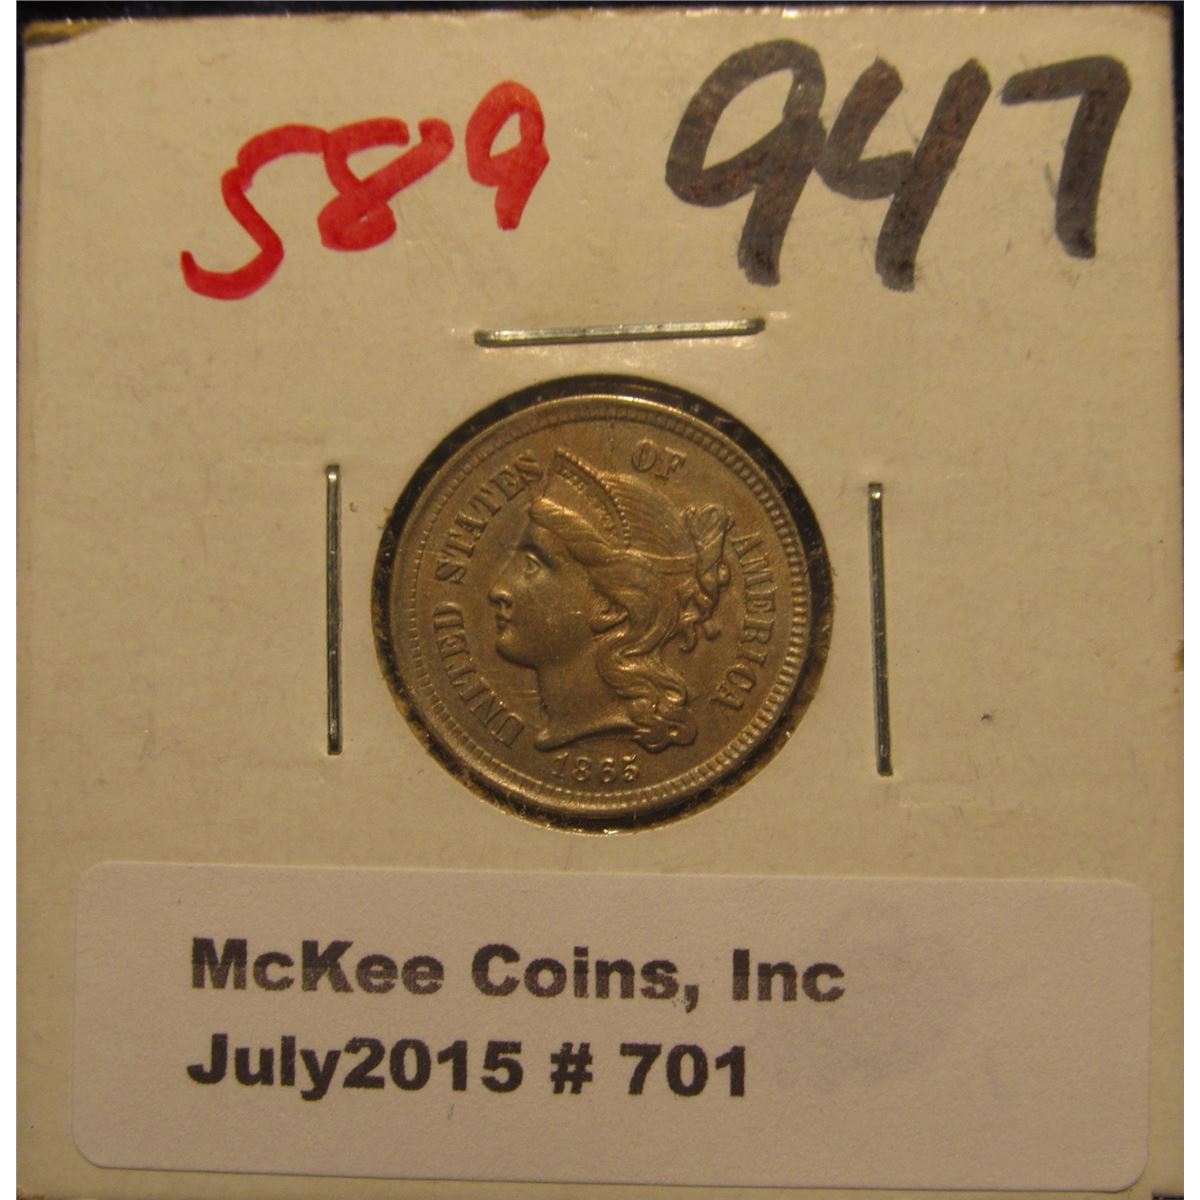 589 947
UNITED STATES OF AMERICA
1865
McKee Coins, Inc
July2015 # 701